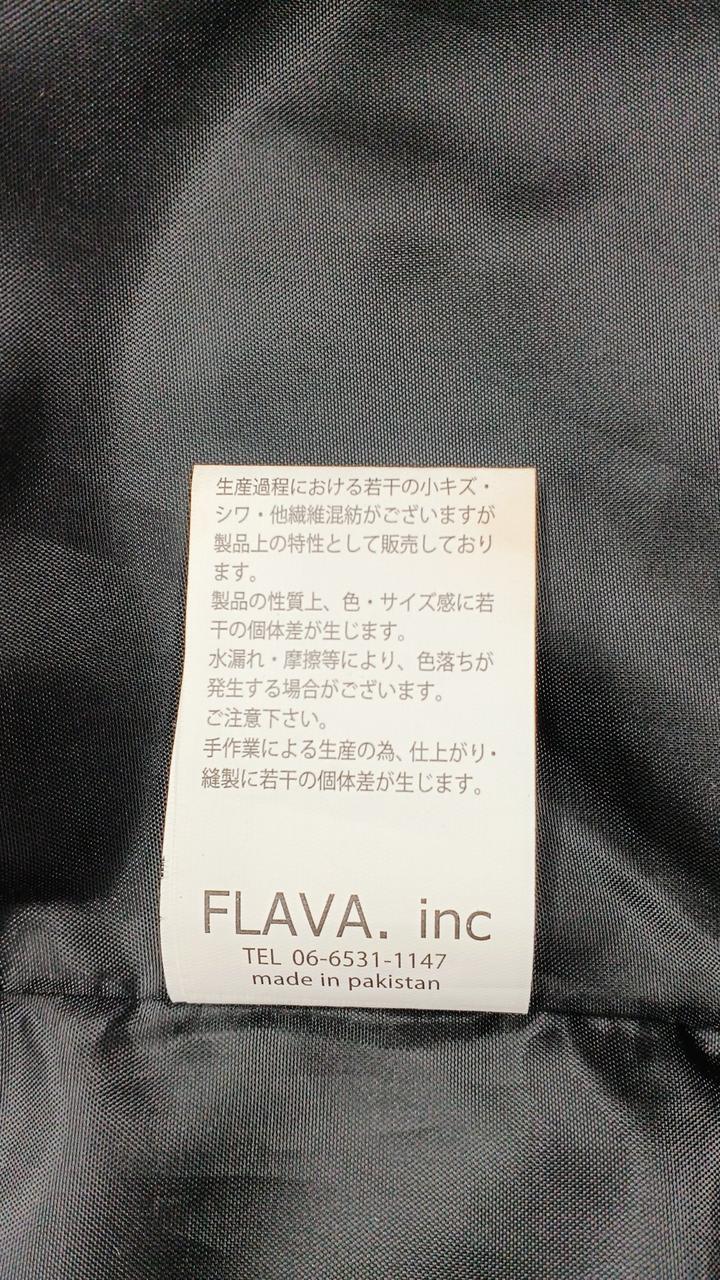 生産過程における若干の小キズ・
シワ・他繊維混紡がございますが
製品上の特性として販売しており
ます。
製品の性質上、色・サイズ感に若
干の個体差が生じます。
水漏れ・摩擦等により、色落ちが
発生する場合がございます。
ご注意下さい。
手作業による生産の為、仕上がり・
縫製に若干の個体差が生じます。
FLAVA. inc
TEL 06-6531-1147
made in pakistan